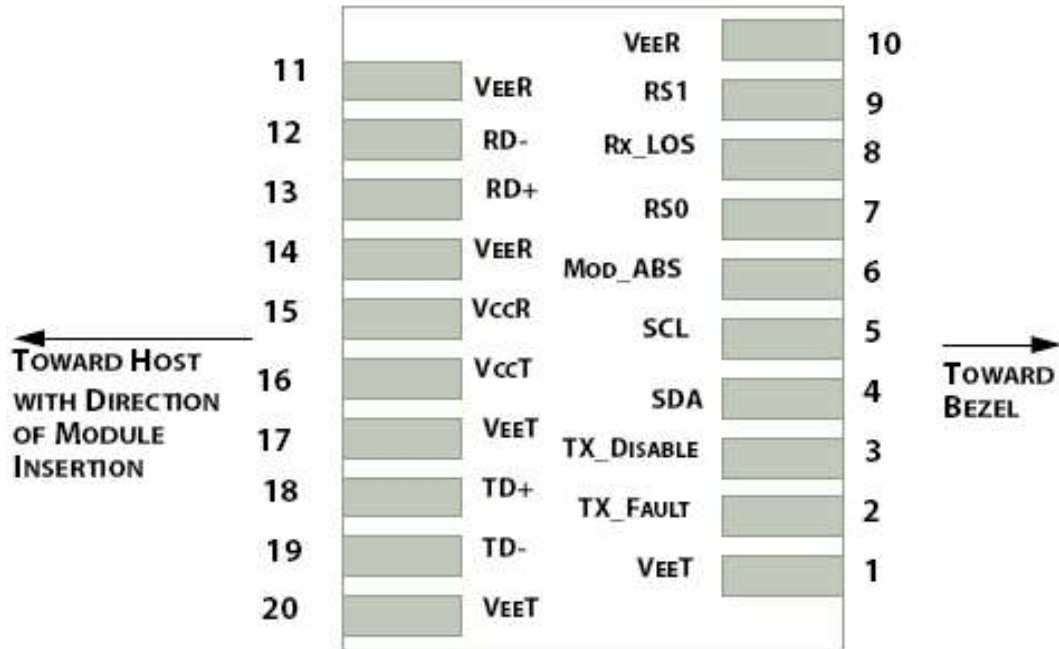 VEER 10
11 VEER
RS1 9
12 RD-
Rx_LOS 8
13 RD+
RS0 7
14 VEER
MOD_ABS 6
15 VCCR
SCL 5
16 VCCT
SDA 4
17 VEET
TX_DISABLE 3
18 TD+
TX_FAULT 2
19 TD-
VEET 1
20 VEET
TOWARD HOST
WITH DIRECTION
OF MODULE
INSERTION
TOWARD
BEZEL